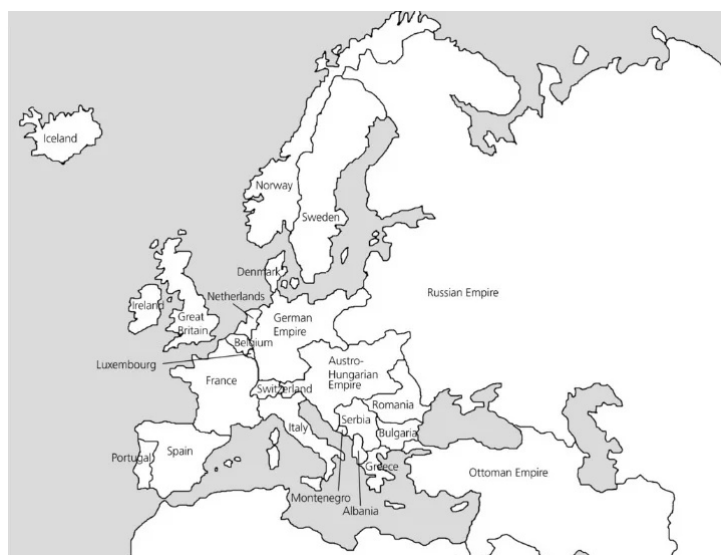 Iceland
Norway
Sweden
Denmark
Russian Empire
Netherlands
Ireland
Great
Britain
German
Empire
Belgium
Luxembourg
Austro-
Hungarian
Empire
France
Switzerland
Romania
Serbia
Italy
Bulgaria
Portugal
Spain
Greece
Ottoman Empire
Montenegro
Albania